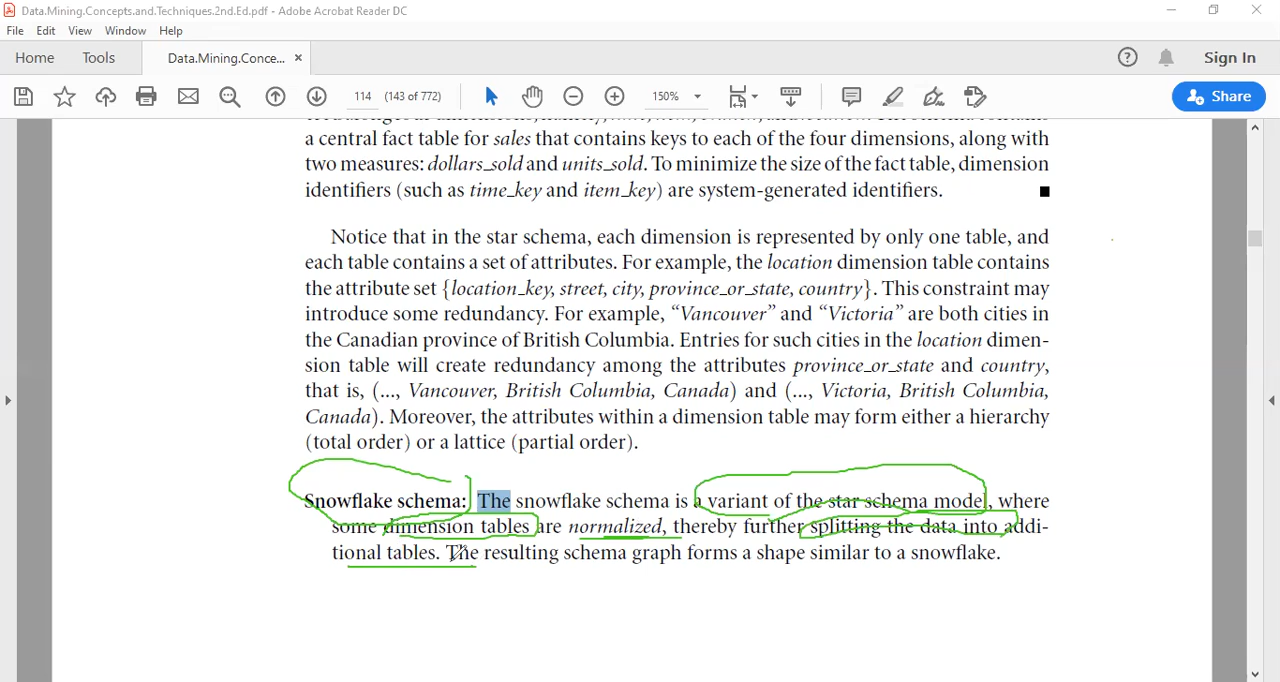 Data.Mining.Concepts.and.Techniques.2nd.Ed.pdf - Adobe Acrobat Reader DC
File Edit View Window Help
Home Tools Data.Mining.Conce... × Sign In
114 (143 of 772) 150% Share
a central fact table for sales that contains keys to each of the four dimensions, along with
two measures: dollars_sold and units_sold. To minimize the size of the fact table, dimension
identifiers (such as time_key and item_key) are system-generated identifiers.
Notice that in the star schema, each dimension is represented by only one table, and
each table contains a set of attributes. For example, the location dimension table contains
the attribute set {location_key, street, city, province_or_state, country}. This constraint may
introduce some redundancy. For example, “Vancouver” and “Victoria” are both cities in
the Canadian province of British Columbia. Entries for such cities in the location dimen-
sion table will create redundancy among the attributes province_or_state and country,
that is, (..., Vancouver, British Columbia, Canada) and (..., Victoria, British Columbia,
Canada). Moreover, the attributes within a dimension table may form either a hierarchy
(total order) or a lattice (partial order).
Snowflake schema: The snowflake schema is a variant of the star schema model, where
some dimension tables are normalized, thereby further splitting the data into addi-
tional tables. The resulting schema graph forms a shape similar to a snowflake.